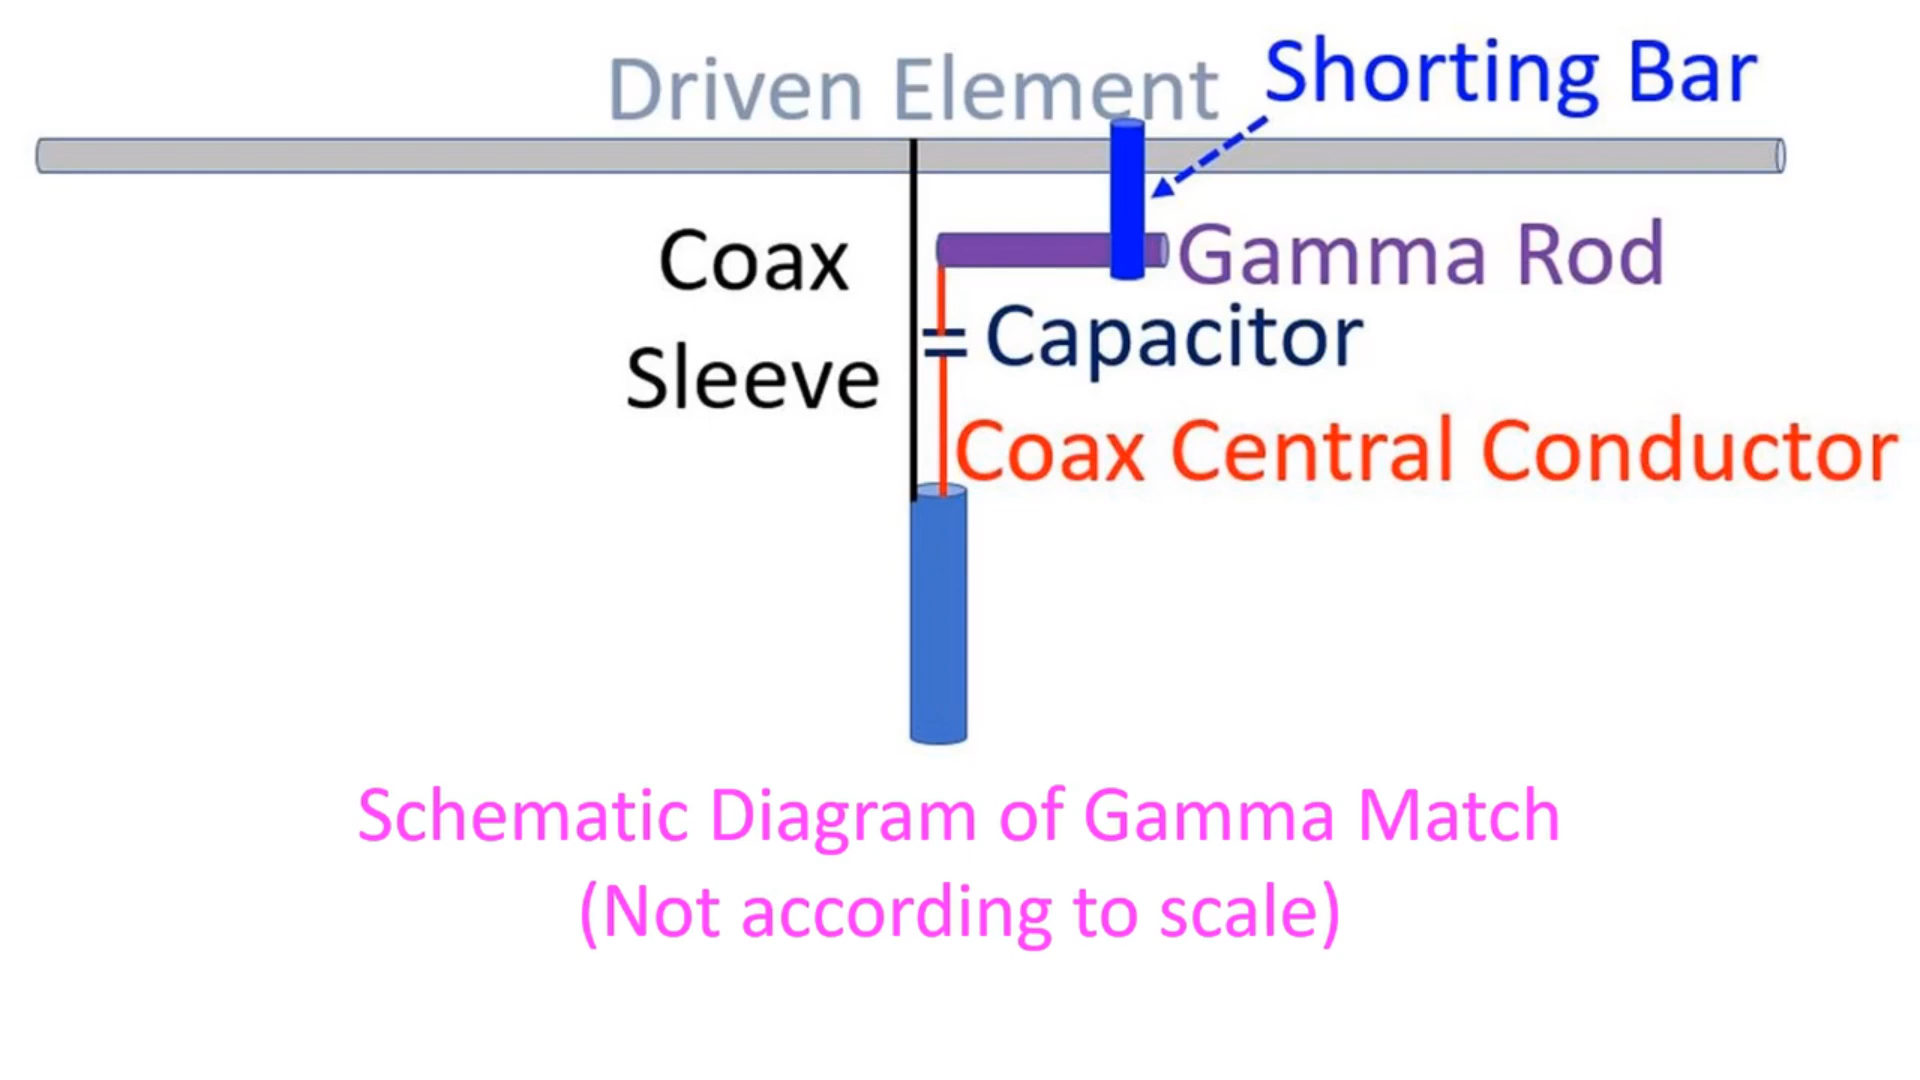 Driven Element
Shorting Bar
Coax
Sleeve
Gamma Rod
Capacitor
Coax Central Conductor
Schematic Diagram of Gamma Match
(Not according to scale)